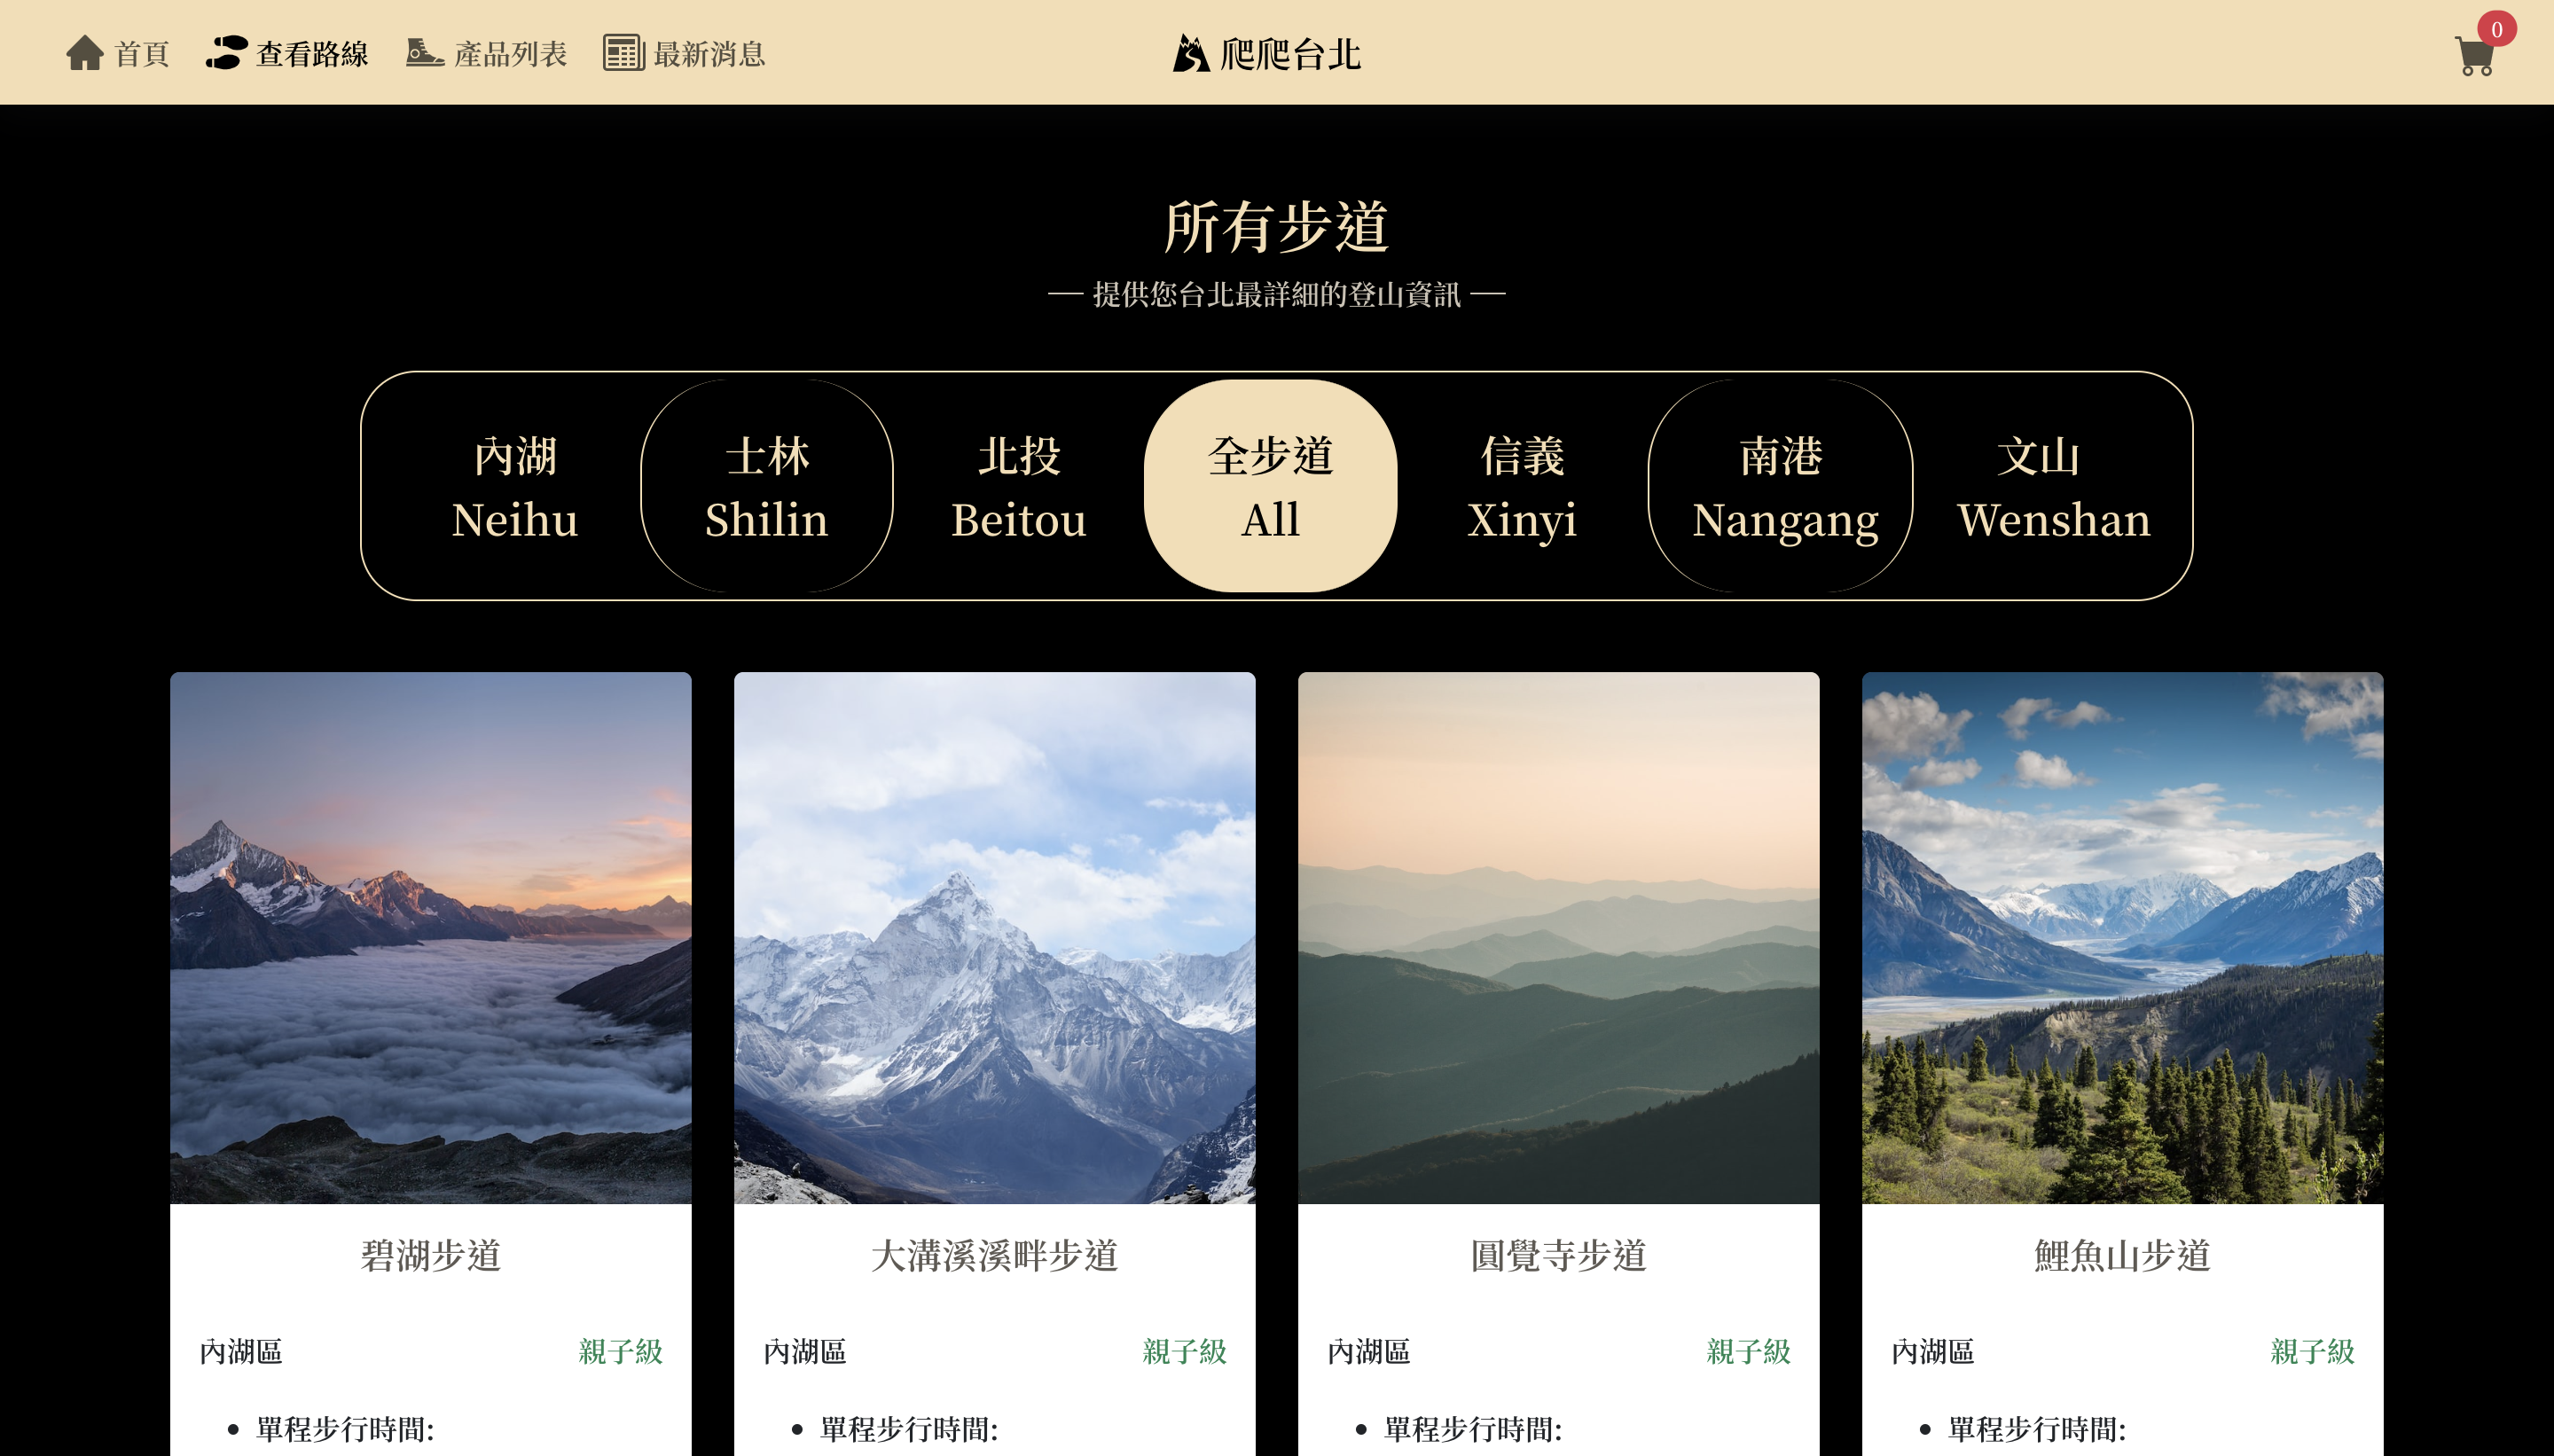 首頁 查看路線 產品列表 最新消息 爬爬台北 0
所有步道
提供您台北最詳細的登山資訊
內湖 士林 北投 全步道 信義 南港 文山
Neihu Shilin Beitou All Xinyi Nangang Wenshan
碧湖步道 大溝溪溪畔步道 圓覺寺步道 鯉魚山步道
內湖區 親子級 內湖區 親子級 內湖區 親子級 內湖區 親子級
單程步行時間: 單程步行時間: 單程步行時間: 單程步行時間: